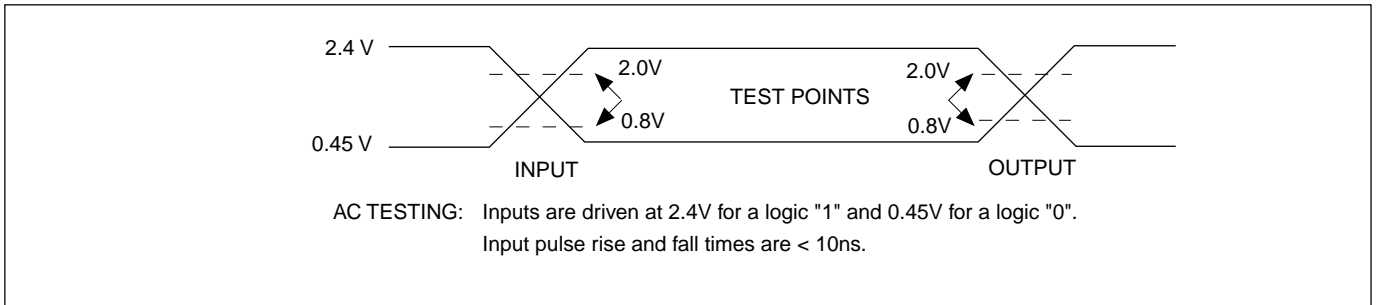 2.4 V
2.0V
2.0V
TEST POINTS
0.8V
0.8V
0.45 V
INPUT
OUTPUT
AC TESTING: Inputs are driven at 2.4V for a logic "1" and 0.45V for a logic "0".
Input pulse rise and fall times are < 10ns.